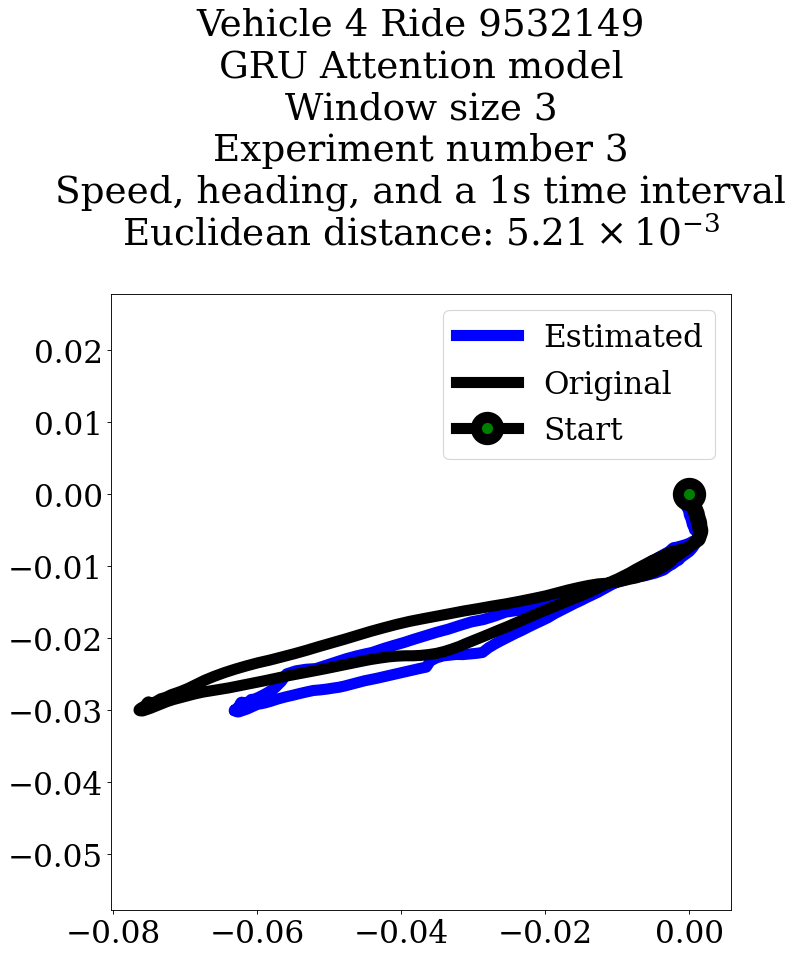 Vehicle 4 Ride 9532149
GRU Attention model
Window size 3
Experiment number 3
Speed, heading, and a 1s time interval
Euclidean distance: 5.21 × 10⁻³
Estimated
Original
Start
0.02
0.01
0.00
−0.01
−0.02
−0.03
−0.04
−0.05
−0.08 −0.06 −0.04 −0.02 0.00